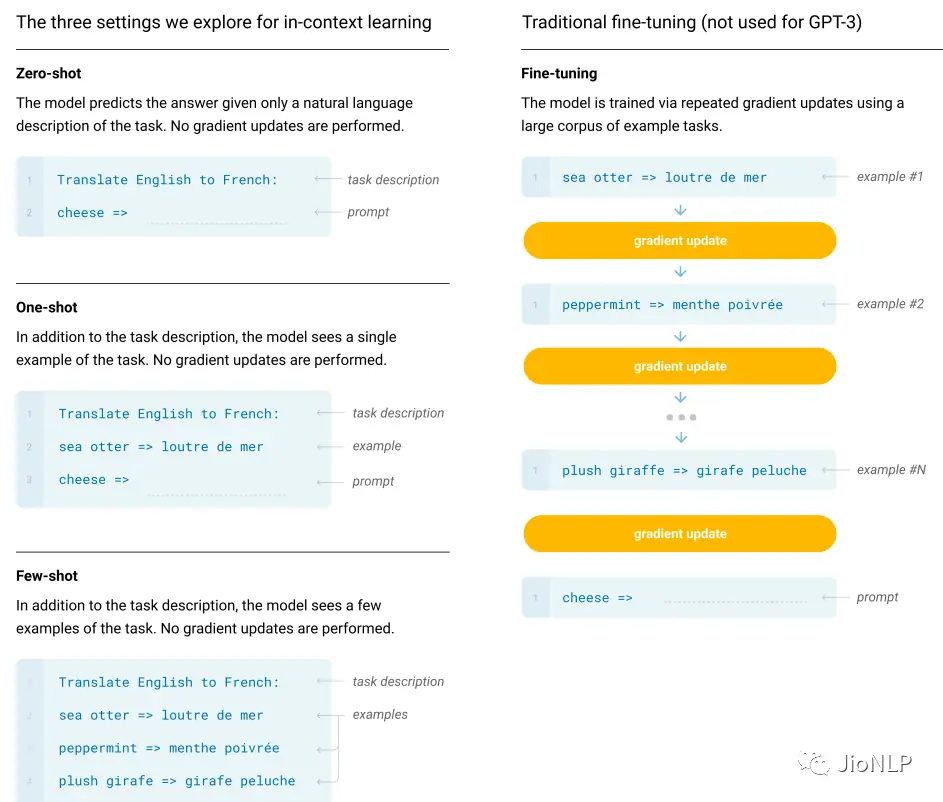 The three settings we explore for in-context learning
Zero-shot
The model predicts the answer given only a natural language
description of the task. No gradient updates are performed.
1 Translate English to French: task description
2 cheese => prompt
One-shot
In addition to the task description, the model sees a single
example of the task. No gradient updates are performed.
1 Translate English to French: task description
2 sea otter => loutre de mer example
3 cheese => prompt
Few-shot
In addition to the task description, the model sees a few
examples of the task. No gradient updates are performed.
Translate English to French: task description
sea otter => loutre de mer examples
peppermint => menthe poivrée
plush girafe => girafe peluche
Traditional fine-tuning (not used for GPT-3)
Fine-tuning
The model is trained via repeated gradient updates using a
large corpus of example tasks.
1 sea otter => loutre de mer example #1
gradient update
1 peppermint => menthe poivrée example #2
gradient update
1 plush giraffe => girafe peluche example #N
gradient update
1 cheese => prompt
JioNLP